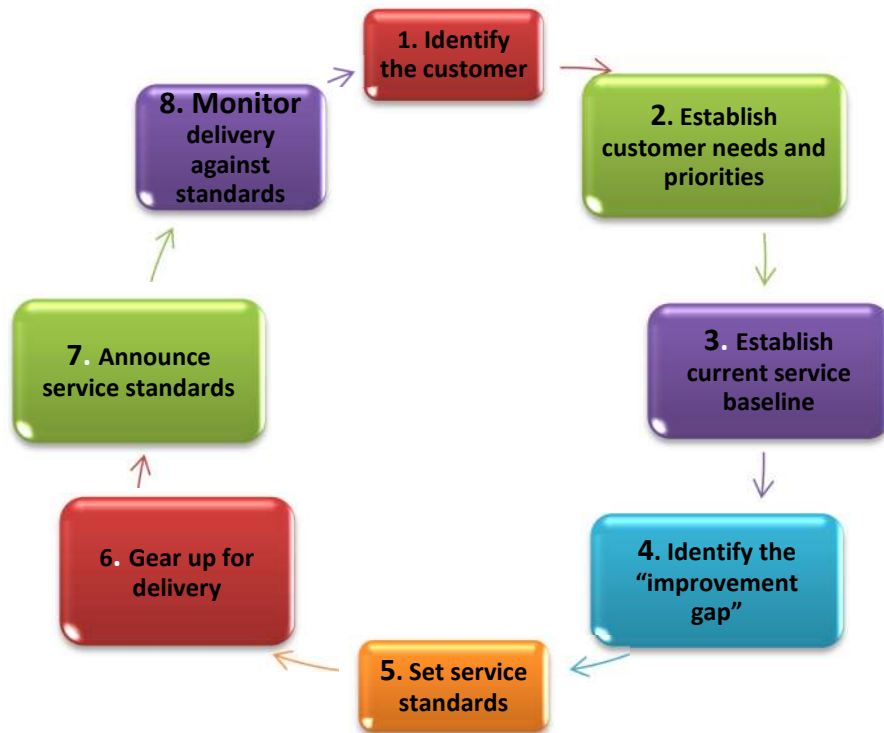 1. Identify
the customer
2. Establish
customer needs and
priorities
3. Establish
current service
baseline
4. Identify the
“improvement
gap”
5. Set service
standards
6. Gear up for
delivery
7. Announce
service standards
8. Monitor
delivery
against
standards